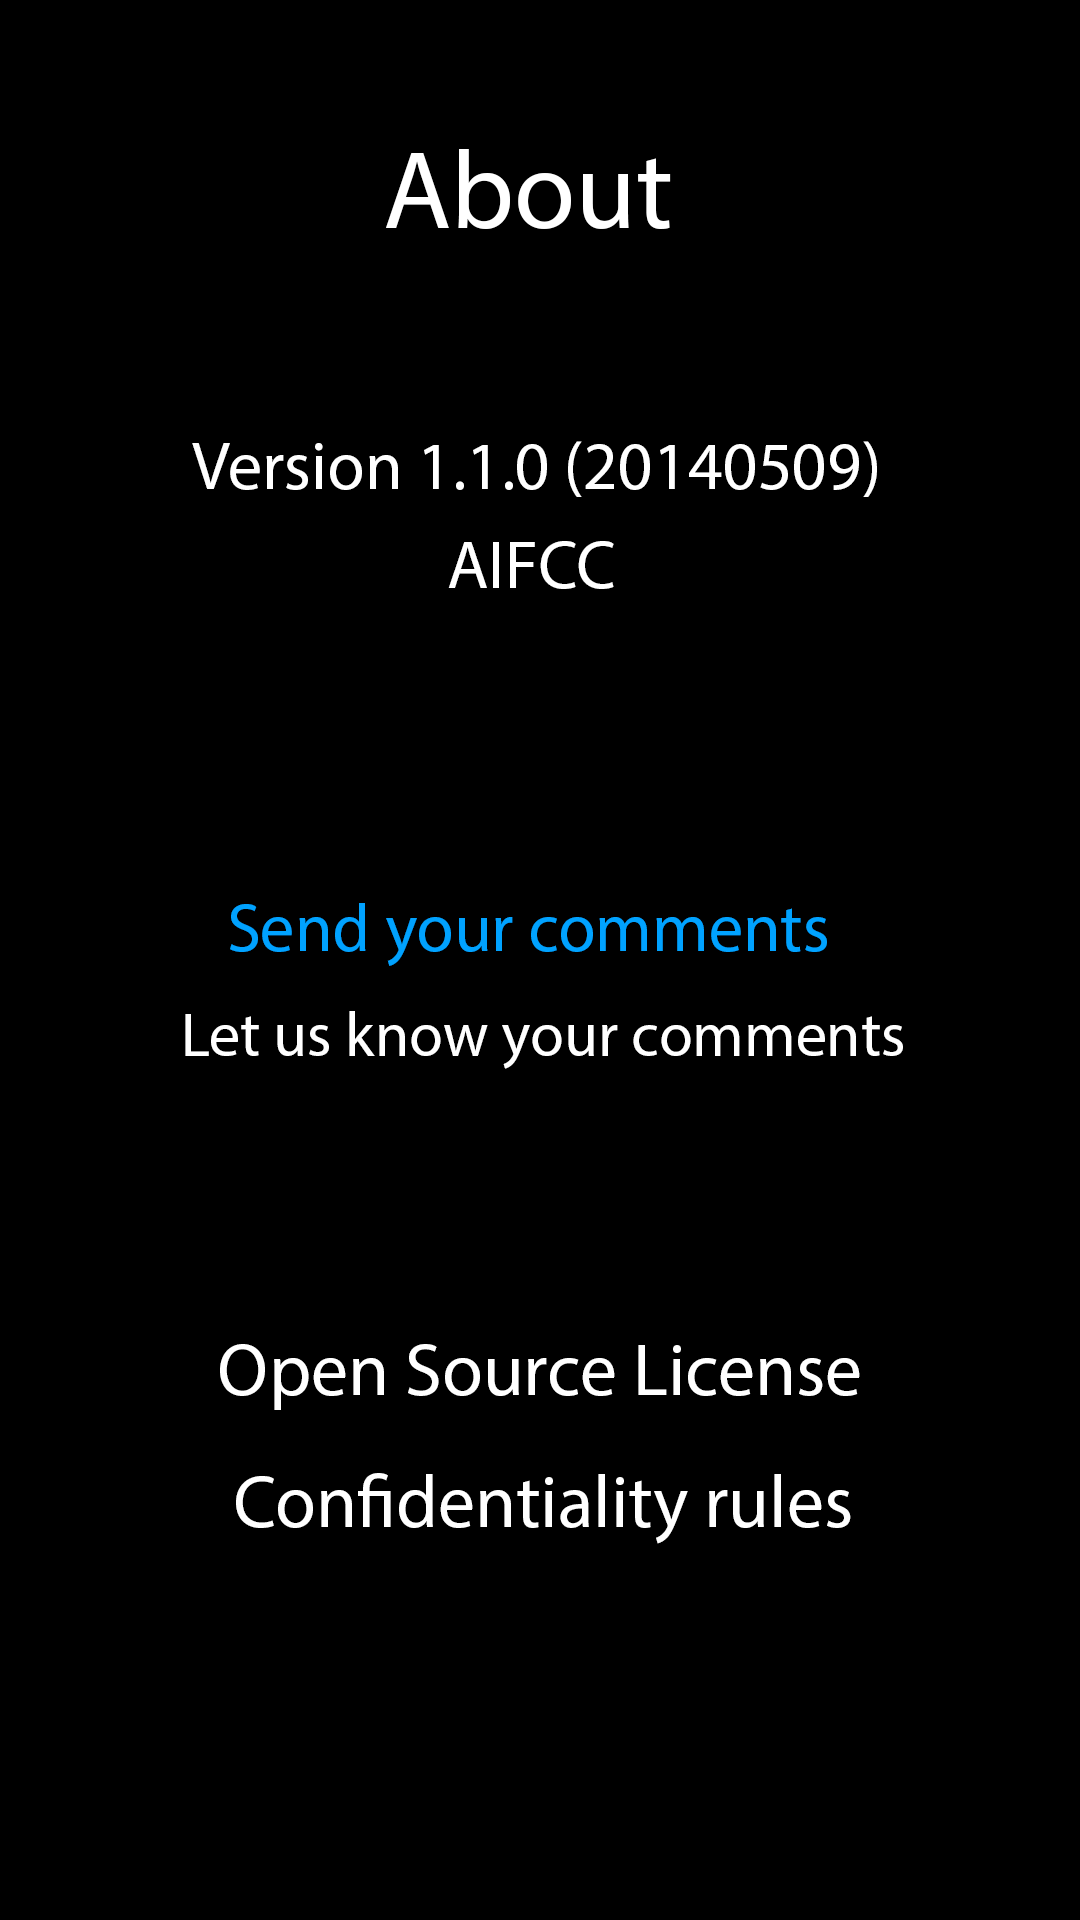 About
Version 1.1.0 (20140509)
AIFCC
Send your comments
Let us know your comments
Open Source License
Confidentiality rules